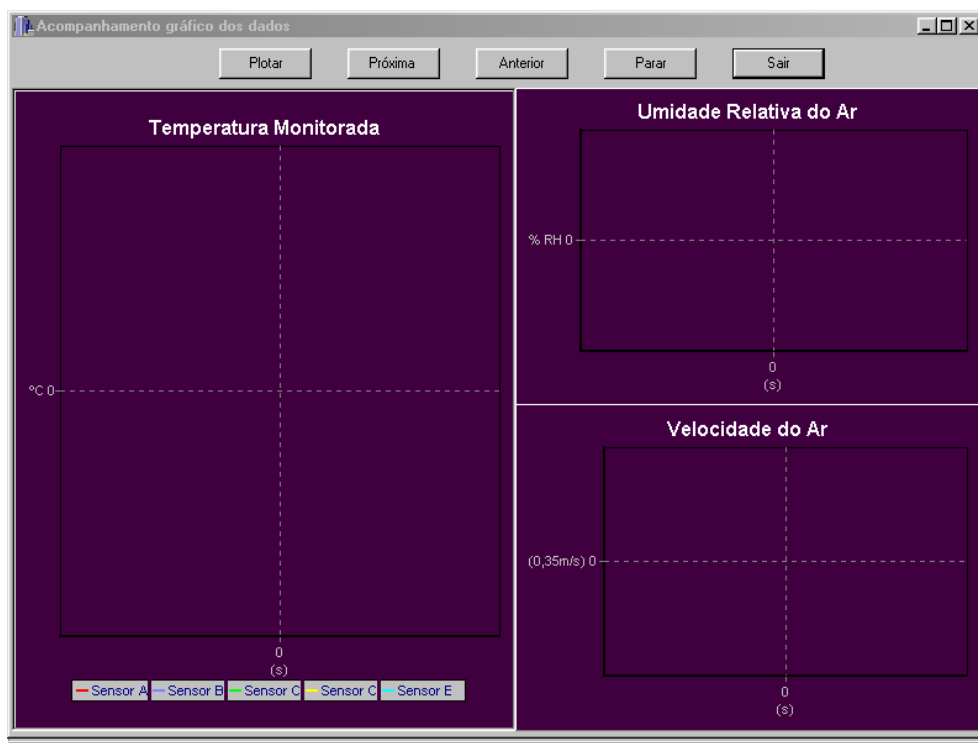 Acompanhamento gráfico dos dados
Plotar Próxima Anterior Parar Sair
Temperatura Monitorada
ºC 0
0
(s)
Sensor A Sensor B Sensor C Sensor C Sensor E
Umidade Relativa do Ar
% RH 0
0
(s)
Velocidade do Ar
(0,35m/s) 0
0
(s)